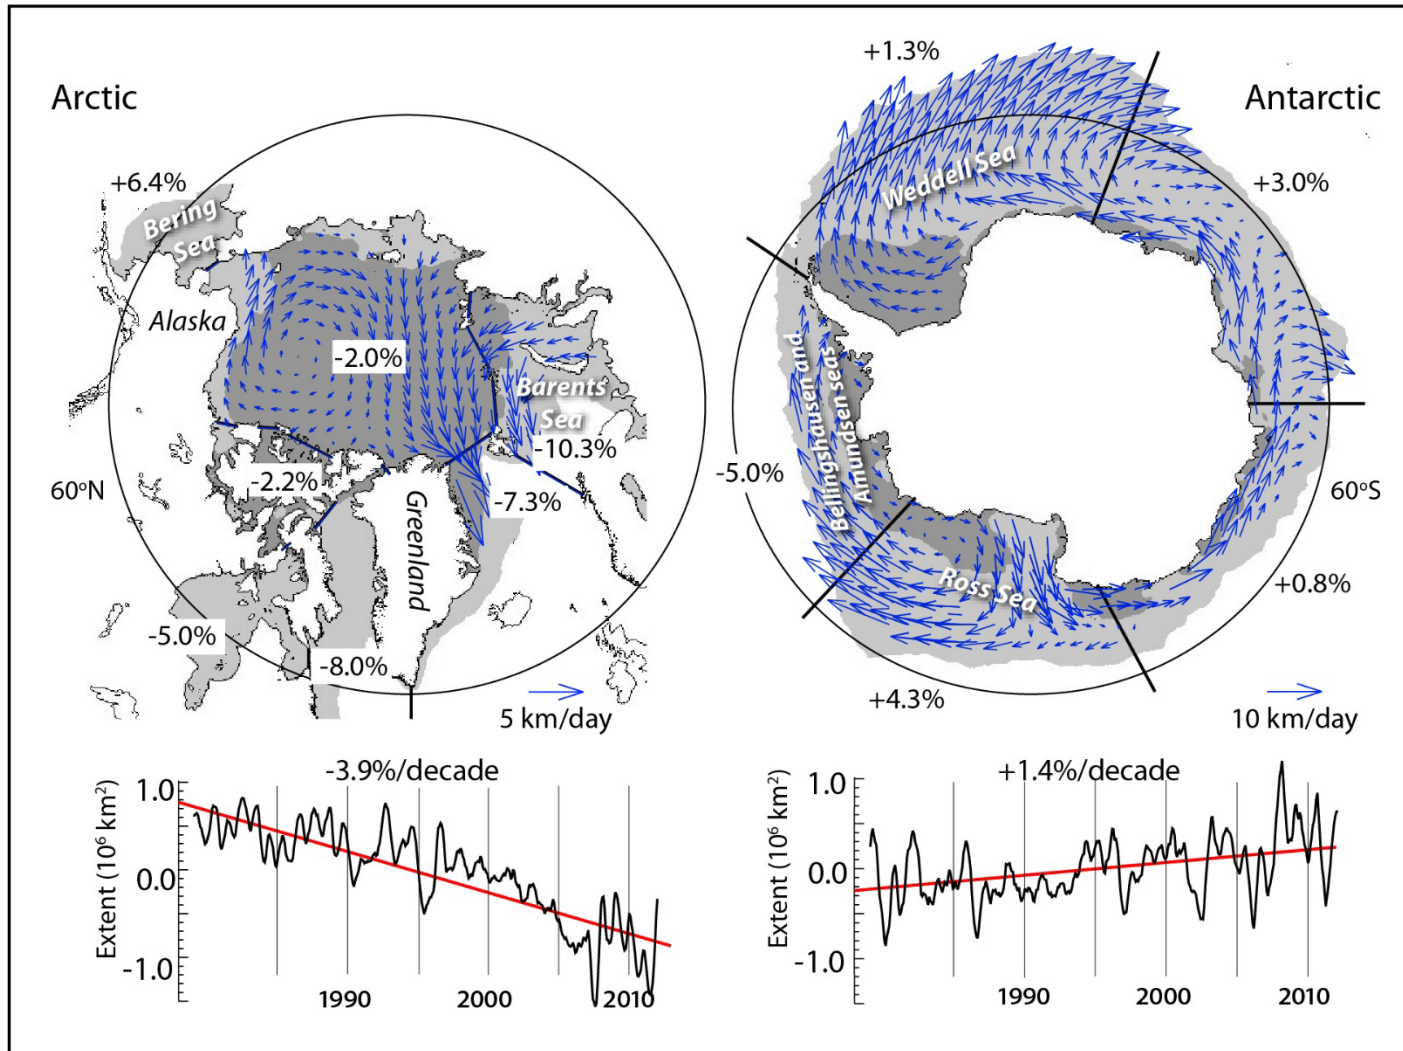 Arctic
+6.4%
Bering
Sea
Alaska
-2.0%
Barents
Sea
-10.3%
-2.2%
-7.3%
60°N
Greenland
-5.0%
-8.0%
5 km/day
Antarctic
+1.3%
Weddell Sea
+3.0%
Bellingshausen and
Amundsen seas
-5.0%
60°S
Ross Sea
+0.8%
+4.3%
10 km/day
-3.9%/decade
Extent (10⁶ km²)
1.0
0.0
-1.0
1990
2000
2010
+1.4%/decade
Extent (10⁶ km²)
1.0
0.0
-1.0
1990
2000
2010